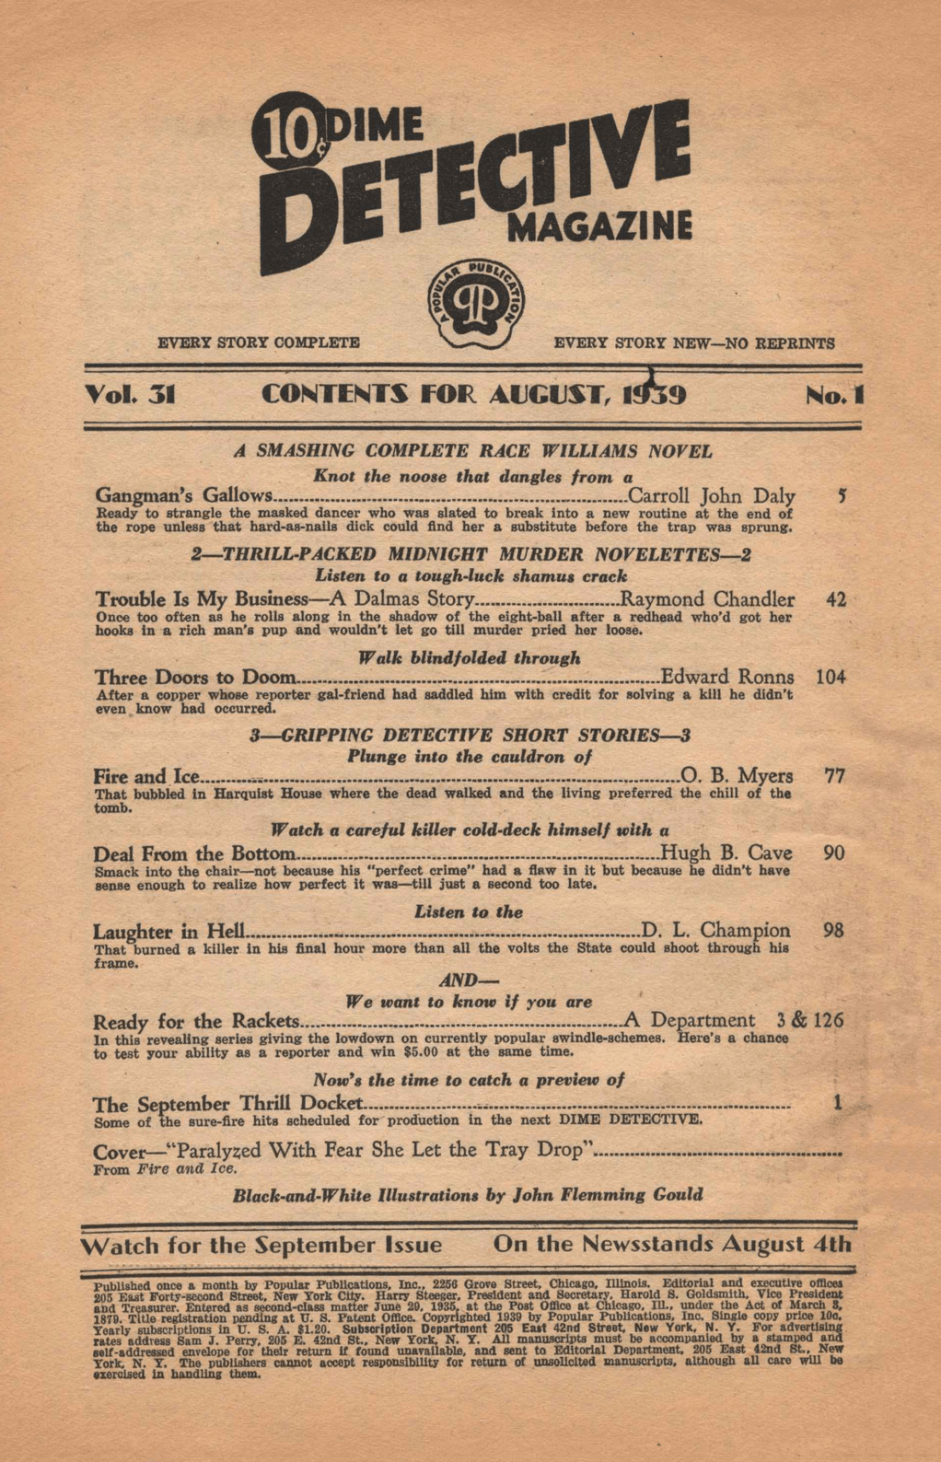 10¢ DIME
DETECTIVE
MAGAZINE
A POPULAR PUBLICATION
PP
EVERY STORY COMPLETE EVERY STORY NEW—NO REPRINTS
Vol. 31 CONTENTS FOR AUGUST, 1939 No. 1
A SMASHING COMPLETE RACE WILLIAMS NOVEL
Knot the noose that dangles from a
Gangman's Gallows....Carroll John Daly 5
Ready to strangle the masked dancer who was slated to break into a new routine at the end of
the rope unless that hard-as-nails dick could find her a substitute before the trap was sprung.
2—THRILL-PACKED MIDNIGHT MURDER NOVELETTES—2
Listen to a tough-luck shamus crack
Trouble Is My Business—A Dalmas Story....Raymond Chandler 42
Once too often as he rolls along in the shadow of the eight-ball after a redhead who'd got her
hooks in a rich man's pup and wouldn't let go till murder pried her loose.
Walk blindfolded through
Three Doors to Doom....Edward Ronns 104
After a copper whose reporter gal-friend had saddled him with credit for solving a kill he didn't
even know had occurred.
3—GRIPPING DETECTIVE SHORT STORIES—3
Plunge into the cauldron of
Fire and Ice....O. B. Myers 77
That bubbled in Harquist House where the dead walked and the living preferred the chill of the
tomb.
Watch a careful killer cold-deck himself with a
Deal From the Bottom....Hugh B. Cave 90
Smack into the chair—not because his "perfect crime" had a flaw in it but because he didn't have
sense enough to realize how perfect it was—till just a second too late.
Listen to the
Laughter in Hell....D. L. Champion 98
That burned a killer in his final hour more than all the volts the State could shoot through his
frame.
AND—
We want to know if you are
Ready for the Rackets....A Department 3 & 126
In this revealing series giving the lowdown on currently popular swindle-schemes. Here's a chance
to test your ability as a reporter and win $5.00 at the same time.
Now's the time to catch a preview of
The September Thrill Docket.... 1
Some of the sure-fire hits scheduled for production in the next DIME DETECTIVE.
Cover—"Paralyzed With Fear She Let the Tray Drop"....
From Fire and Ice.
Black-and-White Illustrations by John Flemming Gould
Watch for the September Issue On the Newsstands August 4th
Published once a month by Popular Publications, Inc., 2256 Grove Street, Chicago, Illinois. Editorial and executive offices
205 East Forty-second Street, New York City. Harry Steeger, President and Secretary, Harold S. Goldsmith, Vice President
and Treasurer. Entered as second-class matter June 20, 1935, at the Post Office at Chicago, Ill., under the Act of March 3,
1879. Title registration pending at U. S. Patent Office. Copyrighted 1939 by Popular Publications, Inc. Single copy price 10c.
Yearly subscriptions in U. S. A. $1.20. Subscription Department 205 East 42nd Street, New York, N. Y. For advertising
rates address Sam J. Perry, 205 E. 42nd St., New York, N. Y. All manuscripts must be accompanied by a stamped and
self-addressed envelope for their return if found unavailable, and sent to Editorial Department, 205 East 42nd St., New
York, N. Y. The publishers cannot accept responsibility for return of unsolicited manuscripts, although all care will be
exercised in handling them.